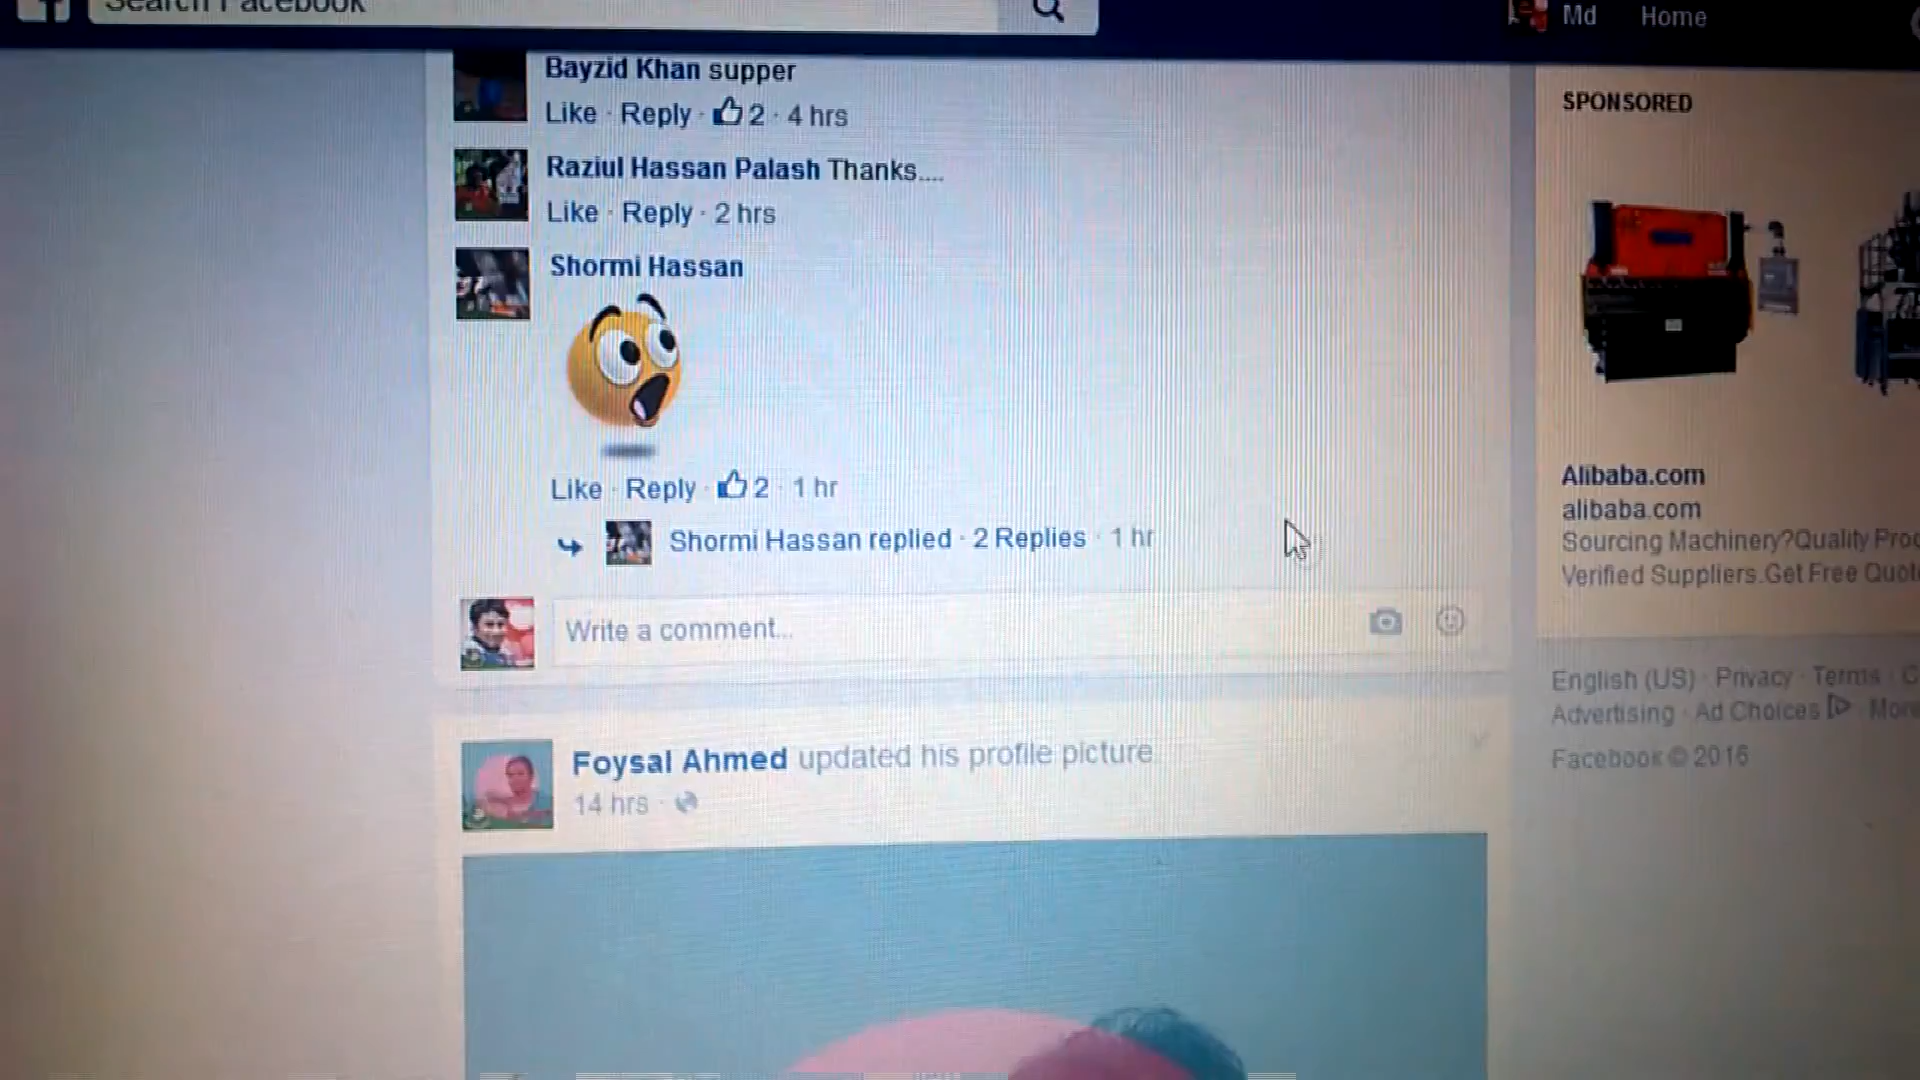 Search Facebook
Md Home
Bayzid Khan supper
Like · Reply · 2 · 4 hrs
Raziul Hassan Palash Thanks....
Like · Reply · 2 hrs
Shormi Hassan
Like · Reply · 2 · 1 hr
Shormi Hassan replied · 2 Replies · 1 hr
Write a comment...
Foysal Ahmed updated his profile picture
14 hrs ·
SPONSORED
Alibaba.com
alibaba.com
Sourcing Machinery?Quality
Verified Suppliers.Get Free
English (US) · Privacy · Terms ·
Advertising · Ad Choices · More
Facebook © 2016